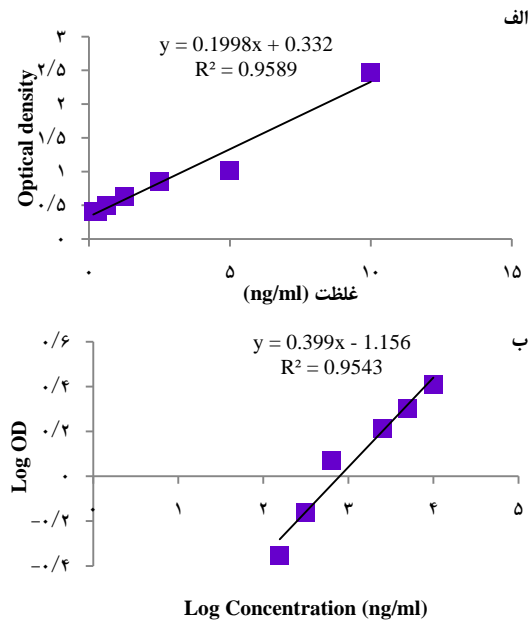 الف
۳
y = 0.1998x + 0.332
R² = 0.9589
۲/۵
۲
۱/۵
۱
۰/۵
۰
Optical density
۰ ۵ ۱۰ ۱۵
غلظت (ng/ml)
ب
۰/۶
y = 0.399x - 1.156
R² = 0.9543
۰/۴
۰/۲
۰
-۰/۲
-۰/۴
Log OD
۰ ۱ ۲ ۳ ۴ ۵
Log Concentration (ng/ml)